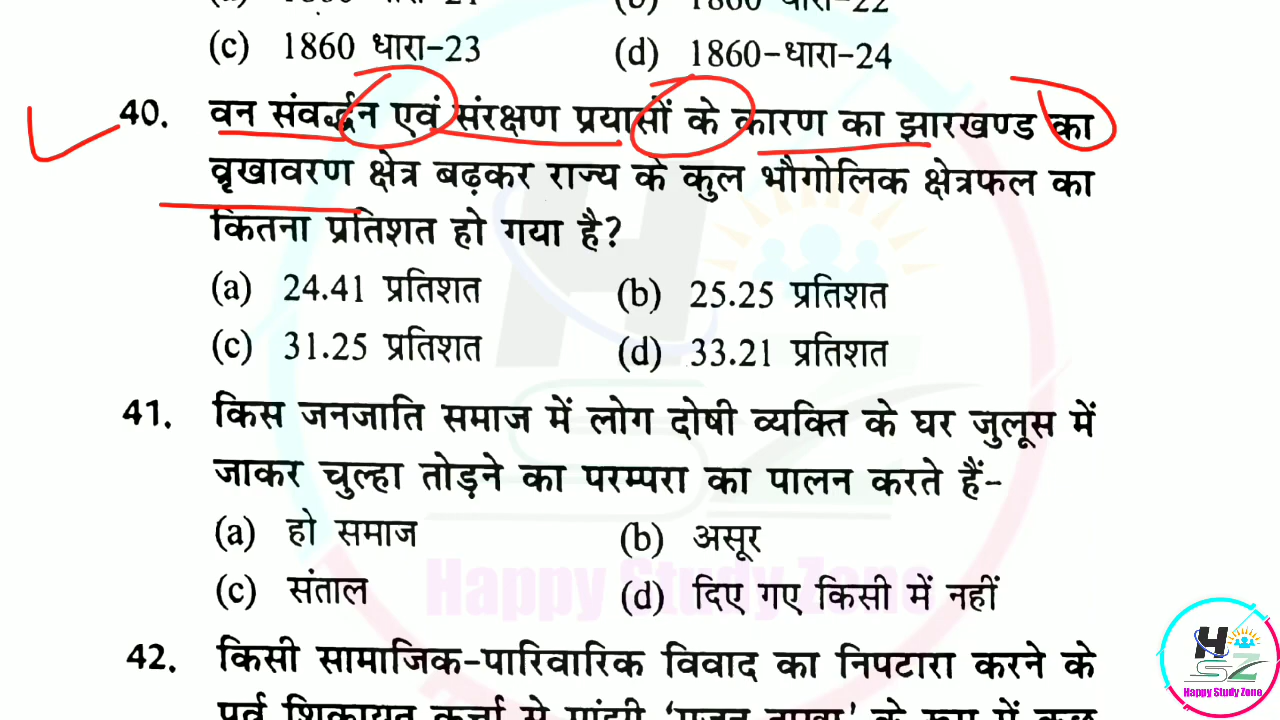 (c) 1860 धारा-23 (d) 1860-धारा-24
40. वन संवर्द्धन एवं संरक्षण प्रयासों के कारण का झारखण्ड का
वृखावरण क्षेत्र बढ़कर राज्य के कुल भौगोलिक क्षेत्रफल का
कितना प्रतिशत हो गया है?
(a) 24.41 प्रतिशत (b) 25.25 प्रतिशत
(c) 31.25 प्रतिशत (d) 33.21 प्रतिशत
41. किस जनजाति समाज में लोग दोषी व्यक्ति के घर जुलूस में
जाकर चुल्हा तोड़ने का परम्परा का पालन करते हैं-
(a) हो समाज (b) असूर
Happy Study Zone
(c) संताल (d) दिए गए किसी में नहीं
42. किसी सामाजिक-पारिवारिक विवाद का निपटारा करने के
HSZ
Happy Study Zone